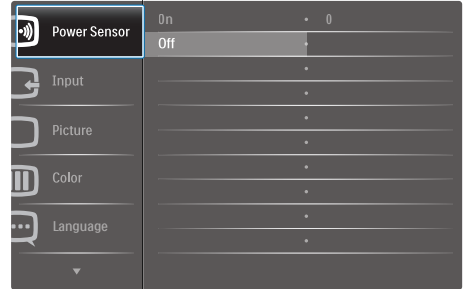 Power Sensor
On 0
Off
Input
Picture
Color
Language